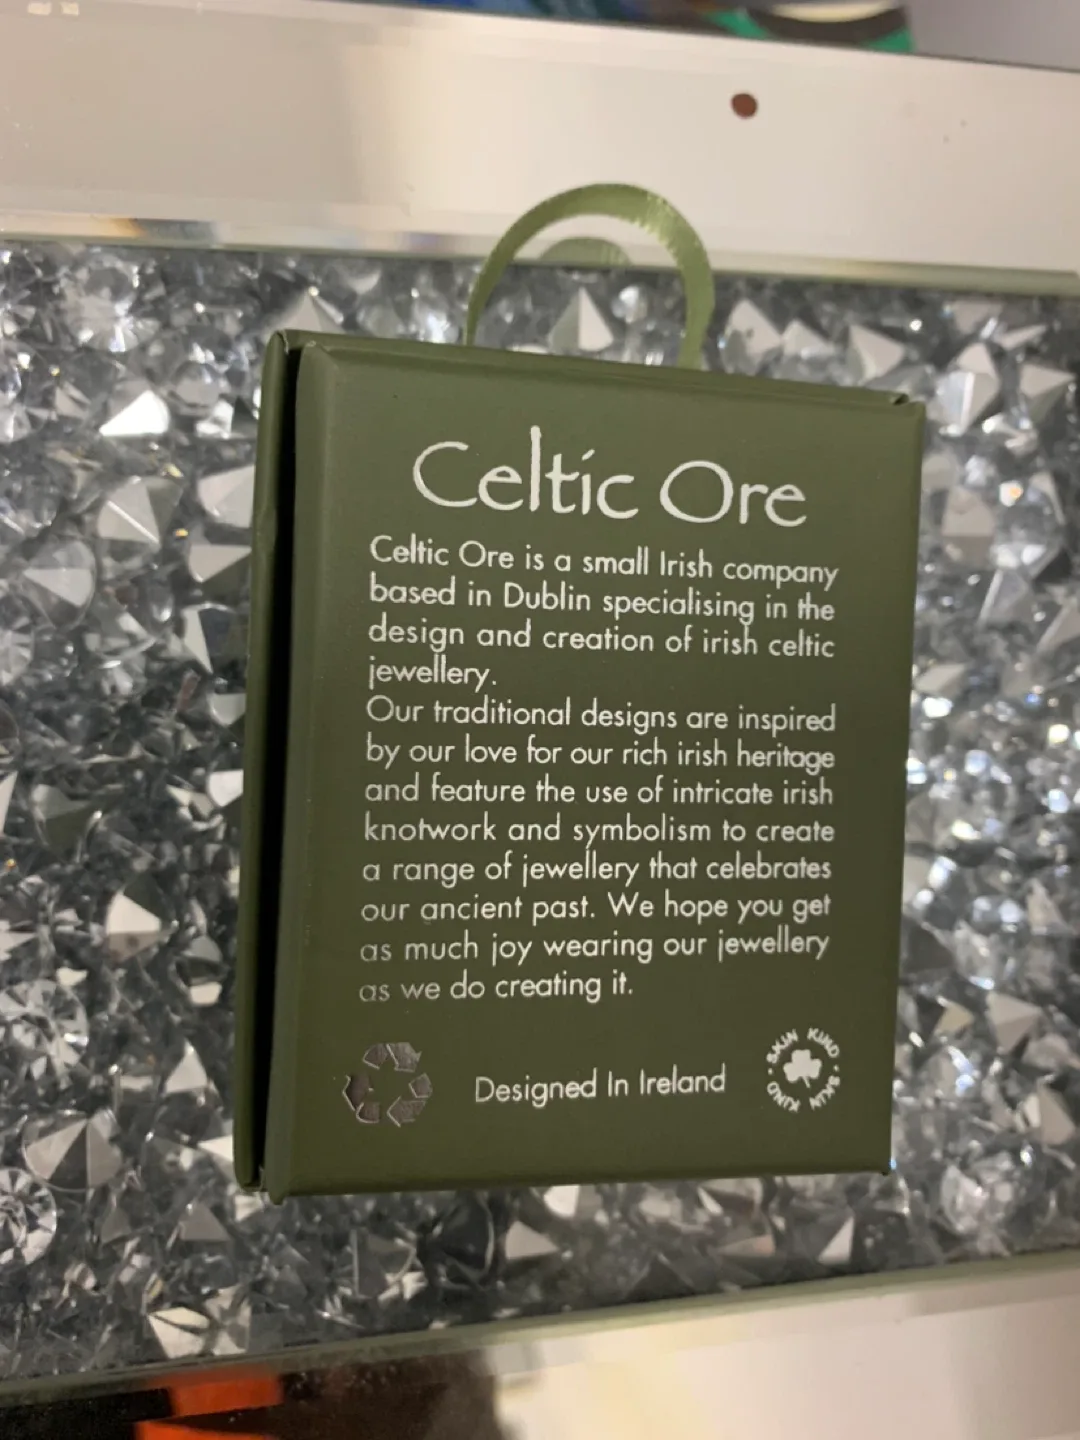 Celtic Ore
Celtic Ore is a small Irish company
based in Dublin specialising in the
design and creation of irish celtic
jewellery.
Our traditional designs are inspired
by our love for our rich irish heritage
and feature the use of intricate irish
knotwork and symbolism to create
a range of jewellery that celebrates
our ancient past. We hope you get
as much joy wearing our jewellery
as we do creating it.
Designed In Ireland
SKIN KIND · SKIN KIND ·